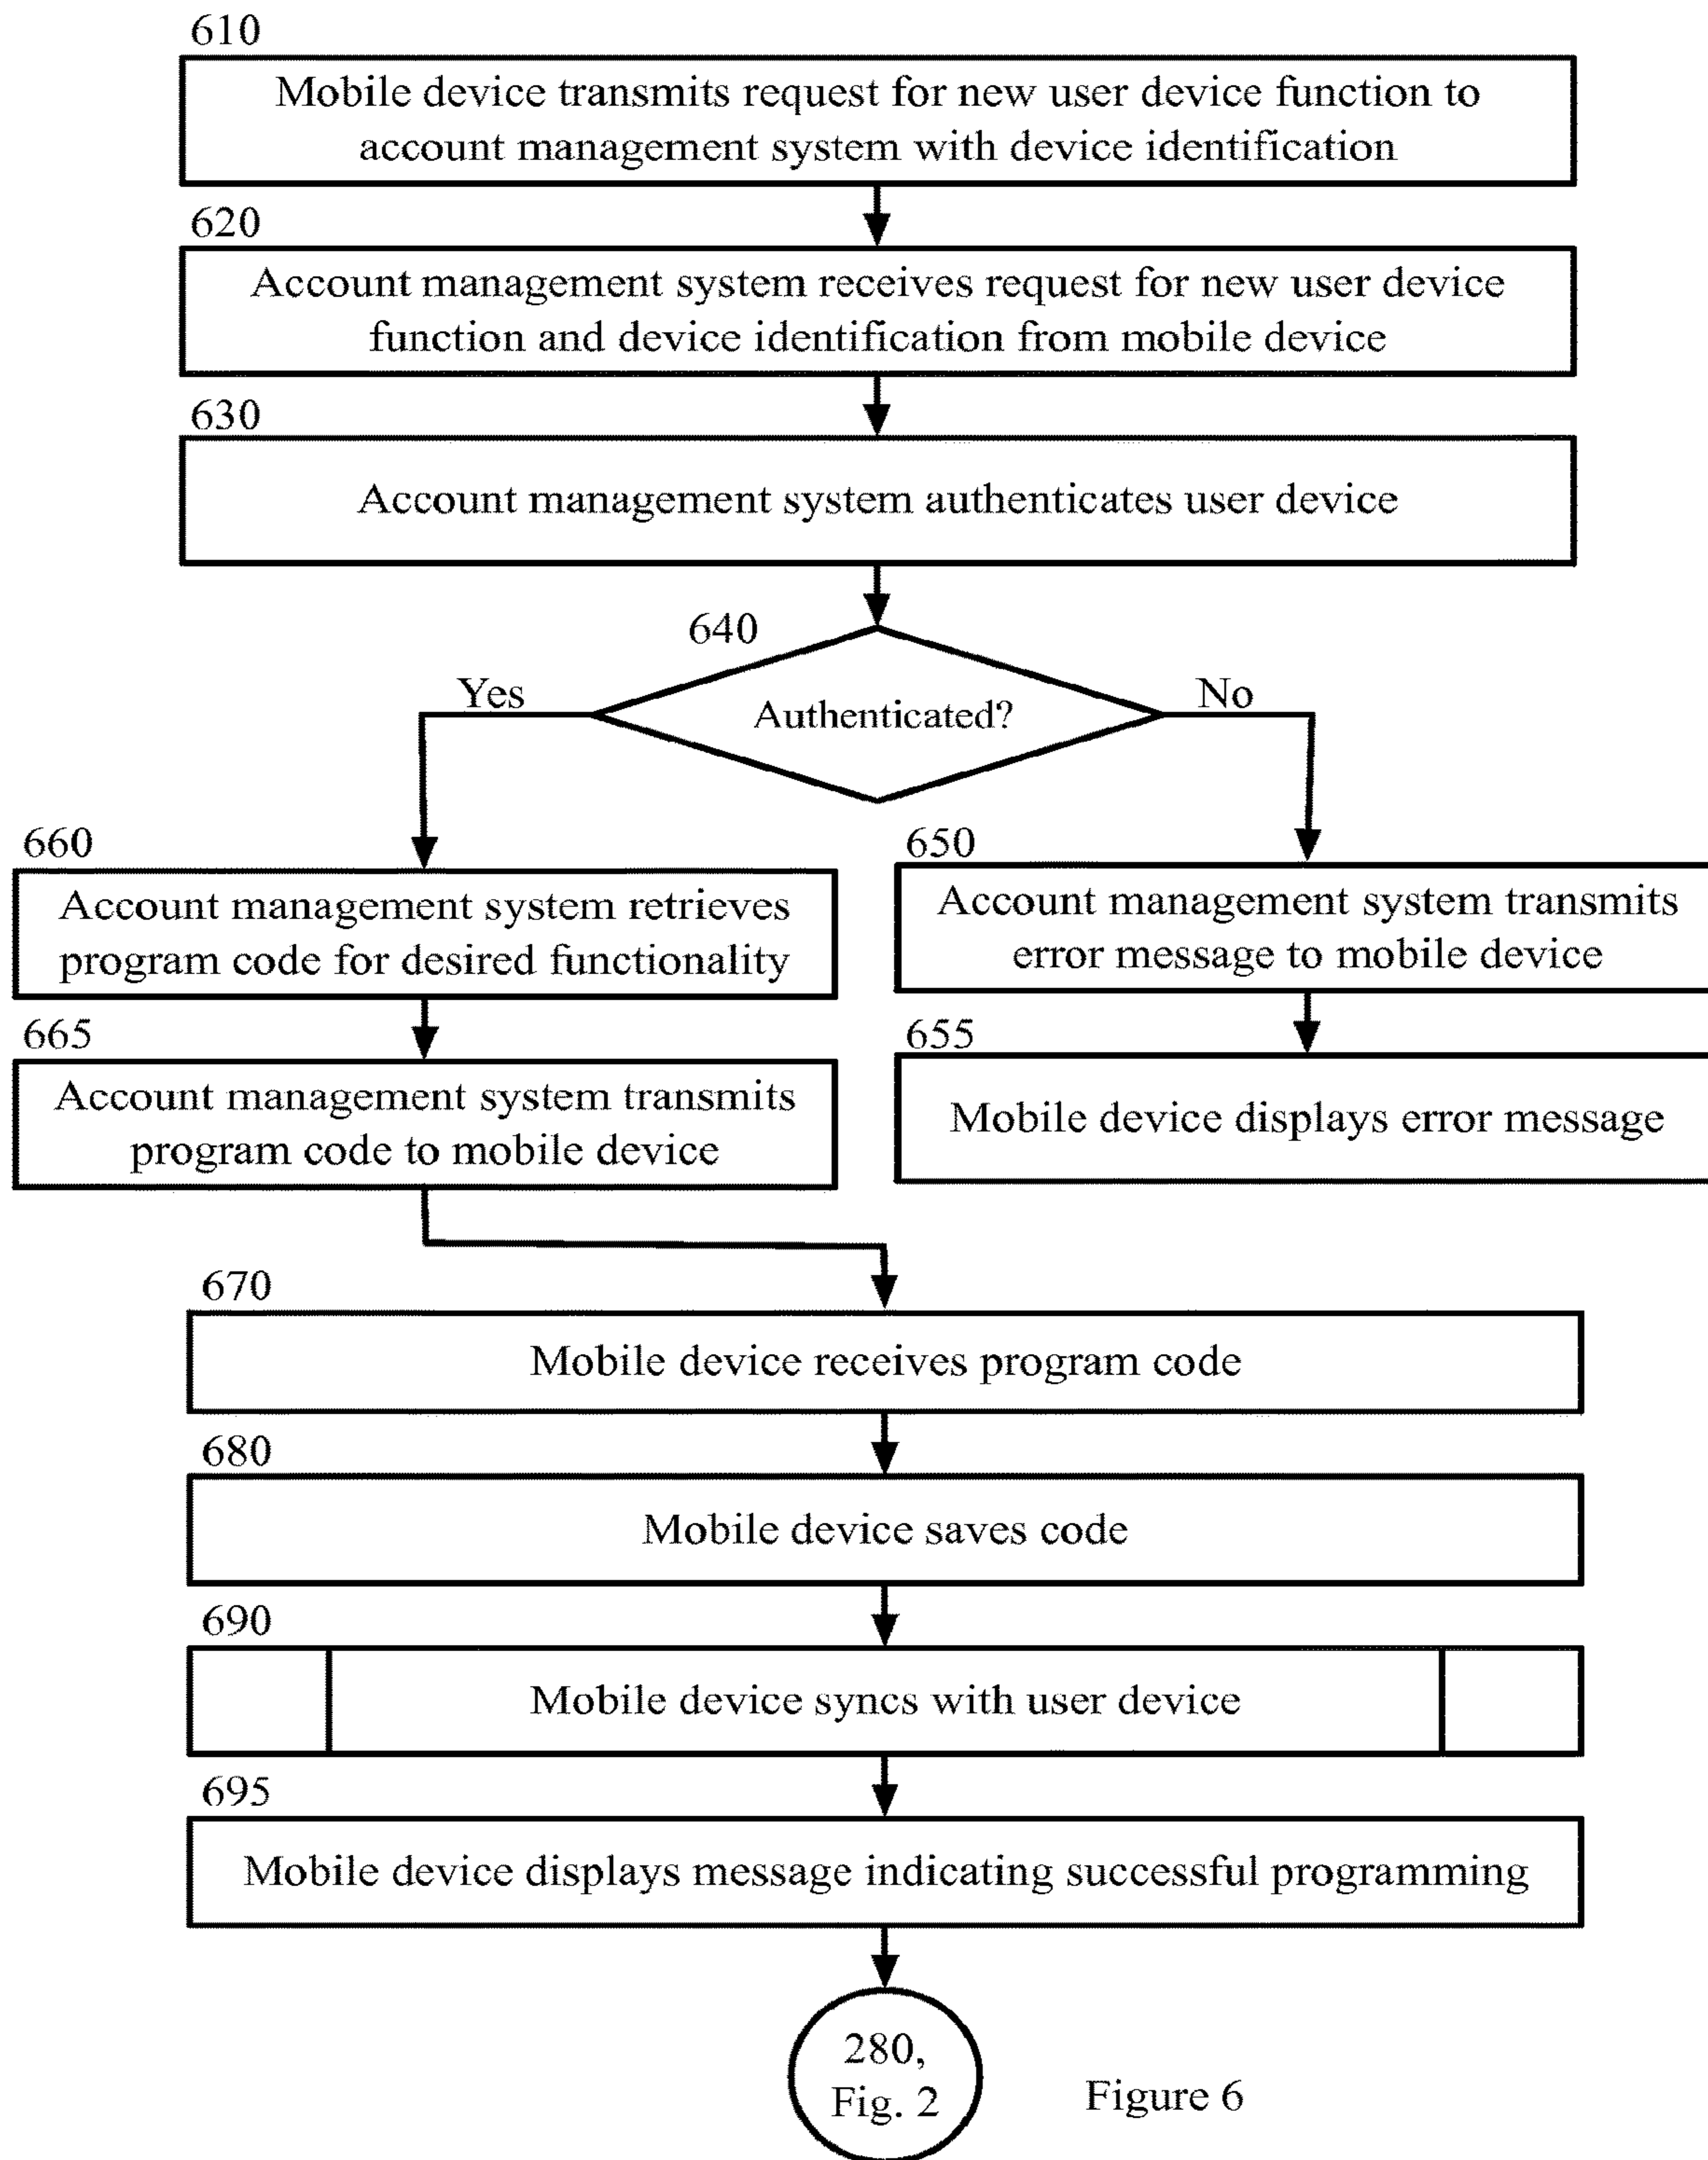 610
Mobile device transmits request for new user device function to
account management system with device identification
620
Account management system receives request for new user device
function and device identification from mobile device
630
Account management system authenticates user device
640
Yes
Authenticated?
No
660
Account management system retrieves
program code for desired functionality
650
Account management system transmits
error message to mobile device
665
Account management system transmits
program code to mobile device
655
Mobile device displays error message
670
Mobile device receives program code
680
Mobile device saves code
690
Mobile device syncs with user device
695
Mobile device displays message indicating successful programming
280,
Fig. 2
Figure 6